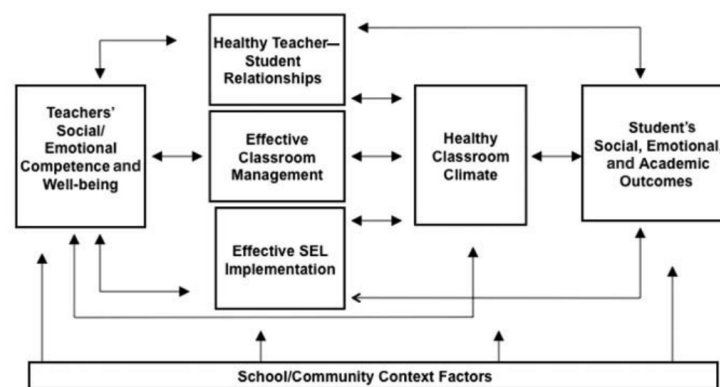 Healthy Teacher—
Student
Relationships
Teachers'
Social/
Emotional
Competence and
Well-being
Effective
Classroom
Management
Effective SEL
Implementation
Healthy
Classroom
Climate
Student's
Social, Emotional,
and Academic
Outcomes
School/Community Context Factors